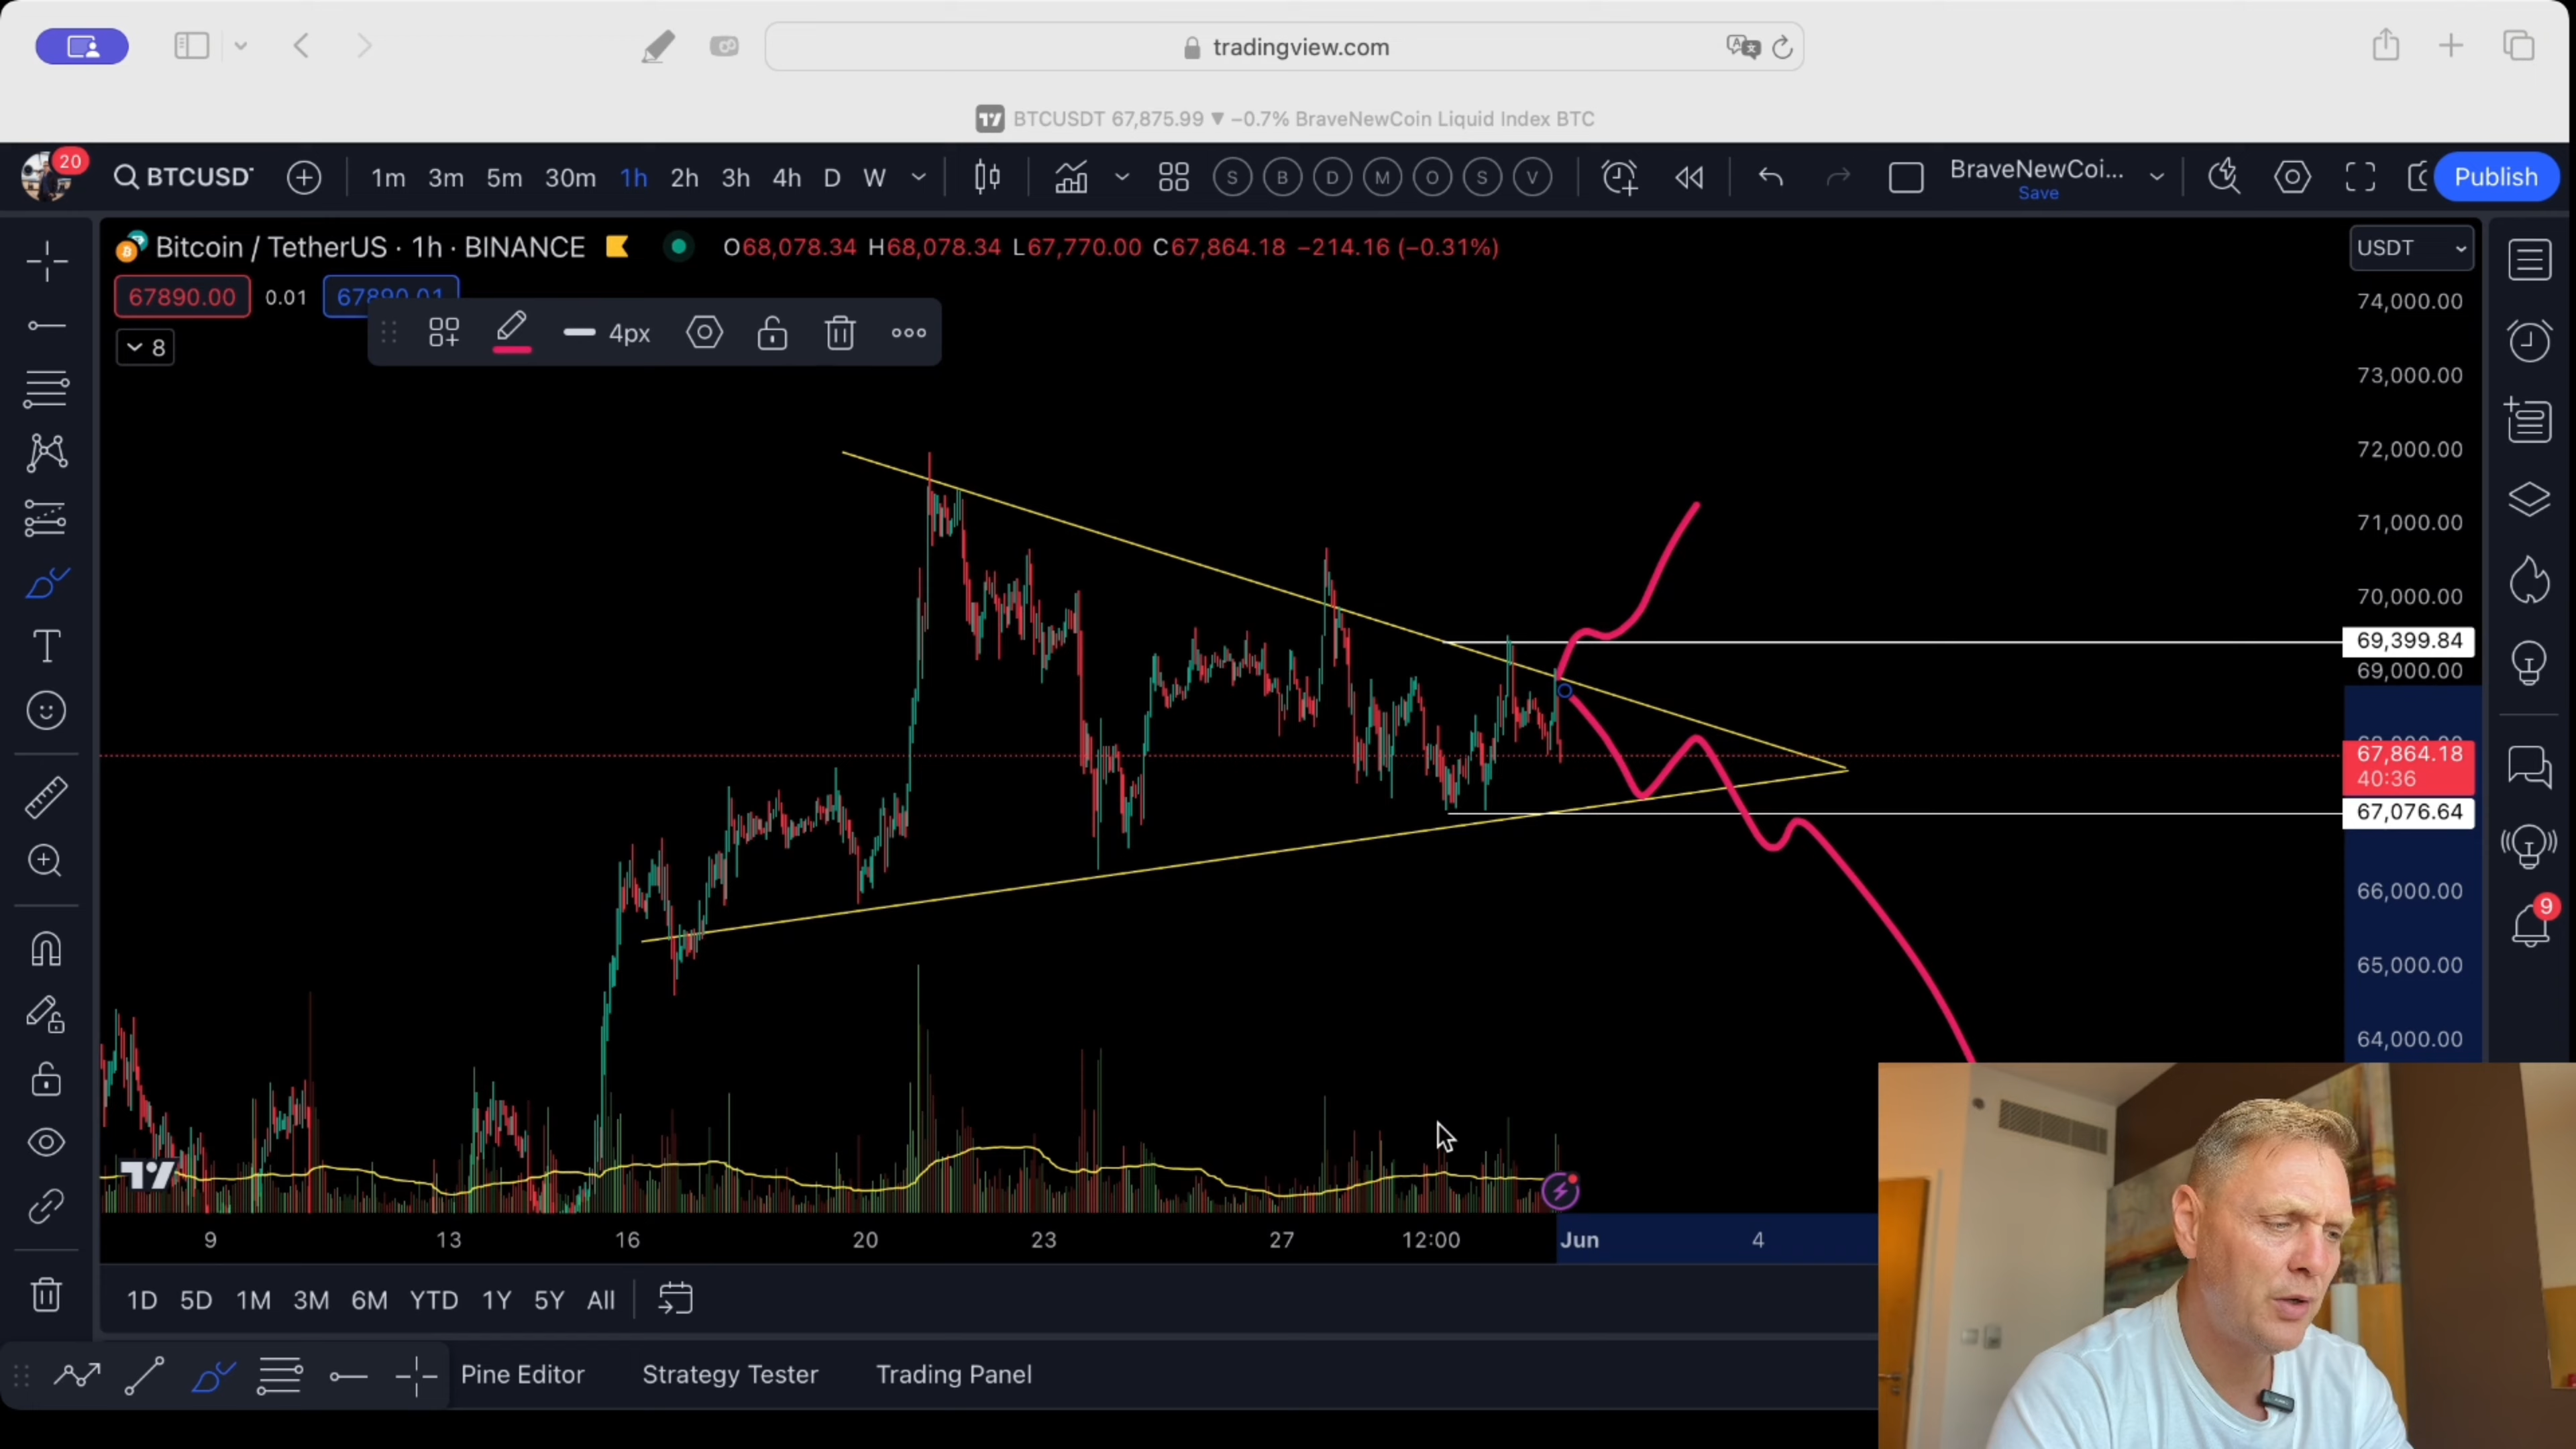 tradingview.com
BTCUSDT 67,875.99 ▼ −0.7% BraveNewCoin Liquid Index BTC
20
BTCUSDT
1m 3m 5m 30m 1h 2h 3h 4h D W
S B D M O S V
BraveNewCoi...
Save
Publish
Bitcoin / TetherUS · 1h · BINANCE
O68,078.34 H68,078.34 L67,770.00 C67,864.18 −214.16 (−0.31%)
USDT
67890.00 0.01 67890.01
4px
8
74,000.00
73,000.00
72,000.00
71,000.00
70,000.00
69,399.84
69,000.00
67,864.18
40:36
67,076.64
66,000.00
9
65,000.00
64,000.00
9 13 16 20 23 27 12:00 Jun 4
1D 5D 1M 3M 6M YTD 1Y 5Y All
Pine Editor Strategy Tester Trading Panel